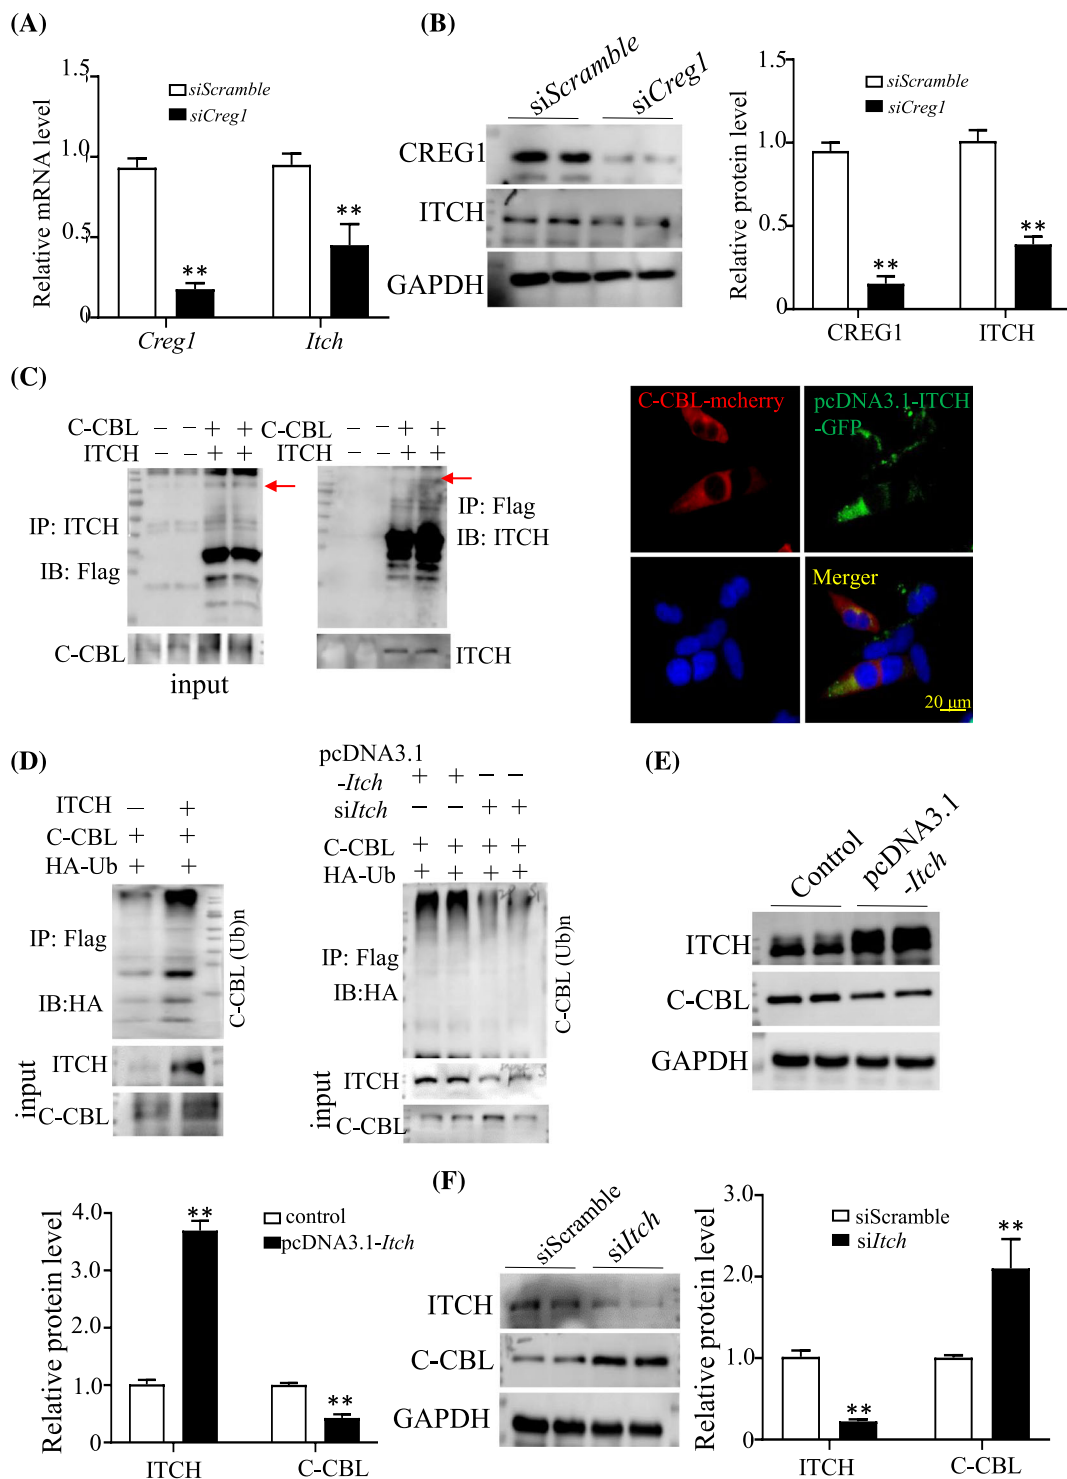 (A)
1.5
1.0
0.5
0
Relative mRNA level
siScramble
siCreg1
**
**
Creg1
Itch
(B)
siScramble
siCreg1
CREG1
ITCH
GAPDH
1.5
1.0
0.5
0
Relative protein level
siScramble
siCreg1
**
**
CREG1
ITCH
(C)
C-CBL − − + +
ITCH − − + +
IP: ITCH
IB: Flag
C-CBL
input
C-CBL − − + +
ITCH − − + +
IP: Flag
IB: ITCH
ITCH
C-CBL-mcherry
pcDNA3.1-ITCH
-GFP
Merger
20 μm
(D)
ITCH − +
C-CBL + +
HA-Ub + +
IP: Flag
IB:HA
C-CBL (Ub)n
input
ITCH
C-CBL
pcDNA3.1
-Itch + + − −
siItch − − + +
C-CBL + + + +
HA-Ub + + + +
IP: Flag
IB:HA
C-CBL (Ub)n
input
ITCH
C-CBL
(E)
Control
pcDNA3.1
-Itch
ITCH
C-CBL
GAPDH
4.0
3.0
2.0
1.0
0
Relative protein level
control
pcDNA3.1-Itch
**
**
ITCH
C-CBL
(F)
siScramble
siItch
ITCH
C-CBL
GAPDH
3.0
2.0
1.0
0
Relative protein level
siScramble
siItch
**
**
ITCH
C-CBL